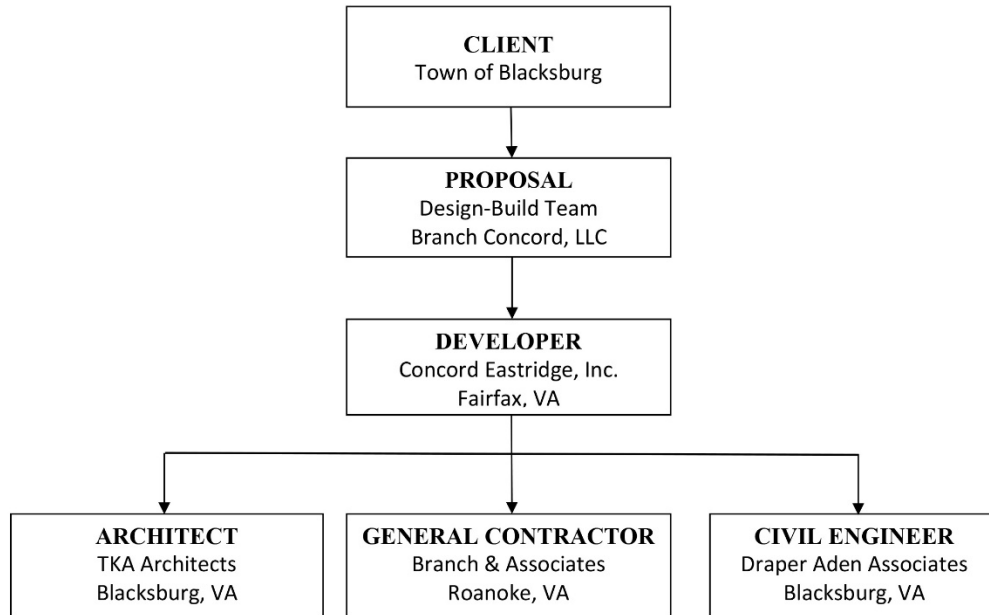 CLIENT
Town of Blacksburg
PROPOSAL
Design-Build Team
Branch Concord, LLC
DEVELOPER
Concord Eastridge, Inc.
Fairfax, VA
ARCHITECT
TKA Architects
Blacksburg, VA
GENERAL CONTRACTOR
Branch & Associates
Roanoke, VA
CIVIL ENGINEER
Draper Aden Associates
Blacksburg, VA